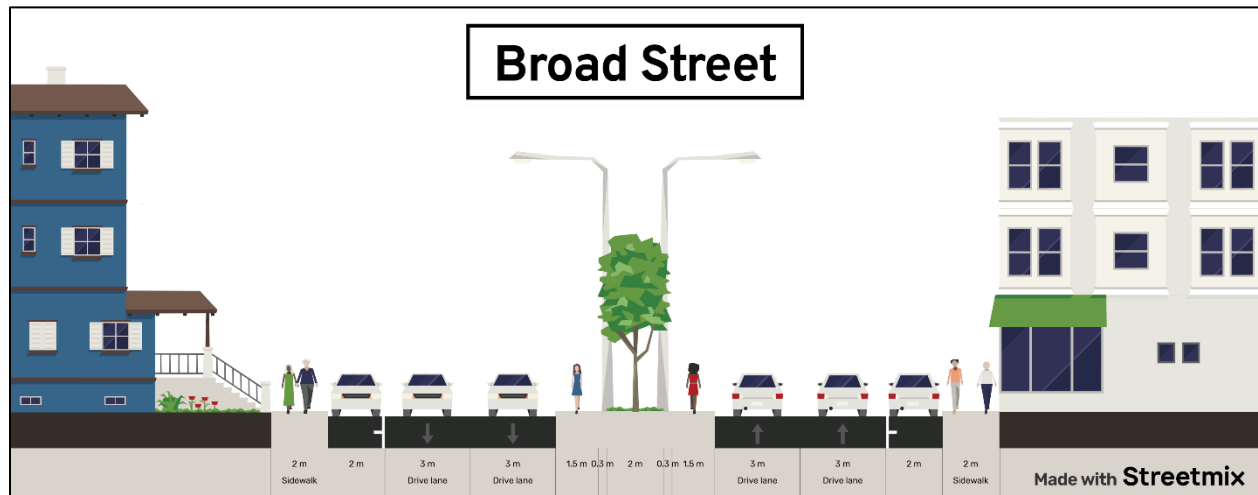 Broad Street
2 m
Sidewalk
2 m
3 m
Drive lane
3 m
Drive lane
1.5 m
0.3 m
2 m
0.3 m
1.5 m
3 m
Drive lane
3 m
Drive lane
2 m
2 m
Sidewalk
Made with Streetmix